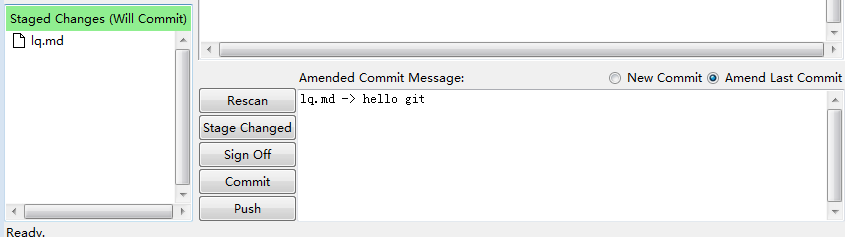 Staged Changes (Will Commit)
lq.md
Amended Commit Message:
New Commit
Amend Last Commit
lq.md -> hello git
Rescan
Stage Changed
Sign Off
Commit
Push
Ready.